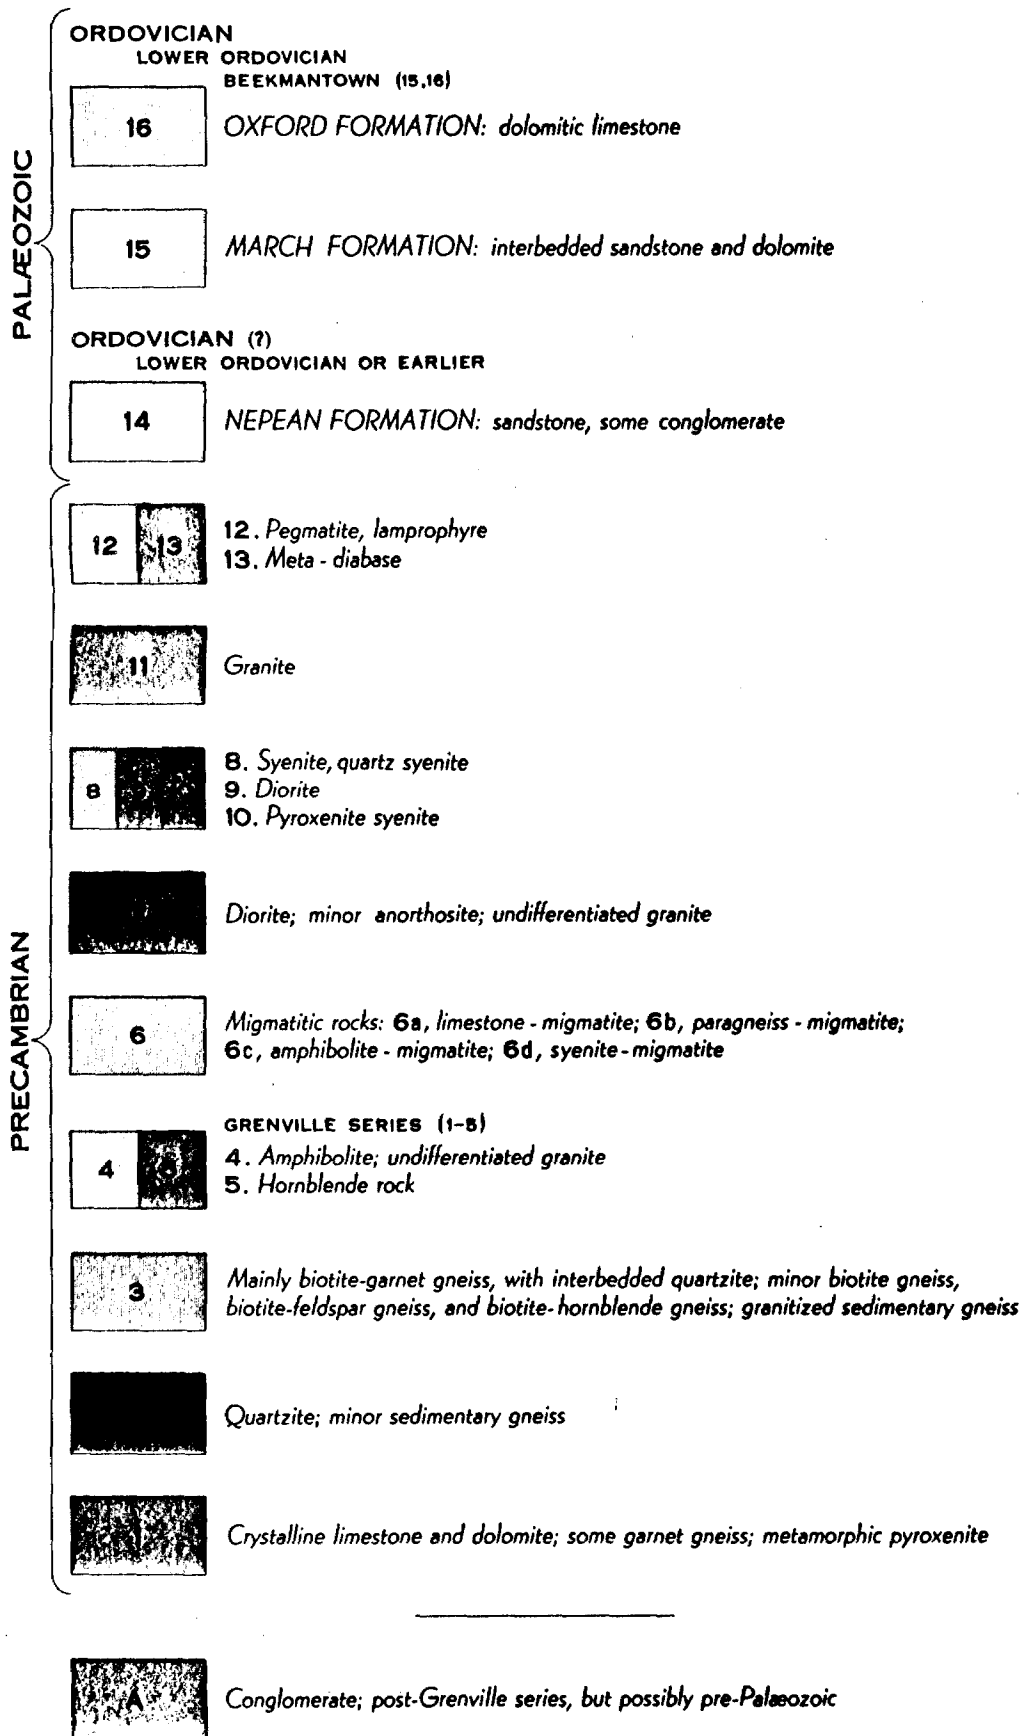 PALÆOZOIC
ORDOVICIAN
LOWER ORDOVICIAN
BEEKMANTOWN (15,16)
16
OXFORD FORMATION: dolomitic limestone
15
MARCH FORMATION: interbedded sandstone and dolomite
ORDOVICIAN (?)
LOWER ORDOVICIAN OR EARLIER
14
NEPEAN FORMATION: sandstone, some conglomerate
PRECAMBRIAN
12 13
12. Pegmatite, lamprophyre
13. Meta-diabase
11
Granite
8
8. Syenite, quartz syenite
9. Diorite
10. Pyroxenite syenite
Diorite; minor anorthosite; undifferentiated granite
6
Migmatitic rocks: 6a, limestone-migmatite; 6b, paragneiss-migmatite;
6c, amphibolite-migmatite; 6d, syenite-migmatite
GRENVILLE SERIES (1-5)
4
4. Amphibolite; undifferentiated granite
5. Hornblende rock
3
Mainly biotite-garnet gneiss, with interbedded quartzite; minor biotite gneiss,
biotite-feldspar gneiss, and biotite-hornblende gneiss; granitized sedimentary gneiss
Quartzite; minor sedimentary gneiss
Crystalline limestone and dolomite; some garnet gneiss; metamorphic pyroxenite
A
Conglomerate; post-Grenville series, but possibly pre-Palæozoic